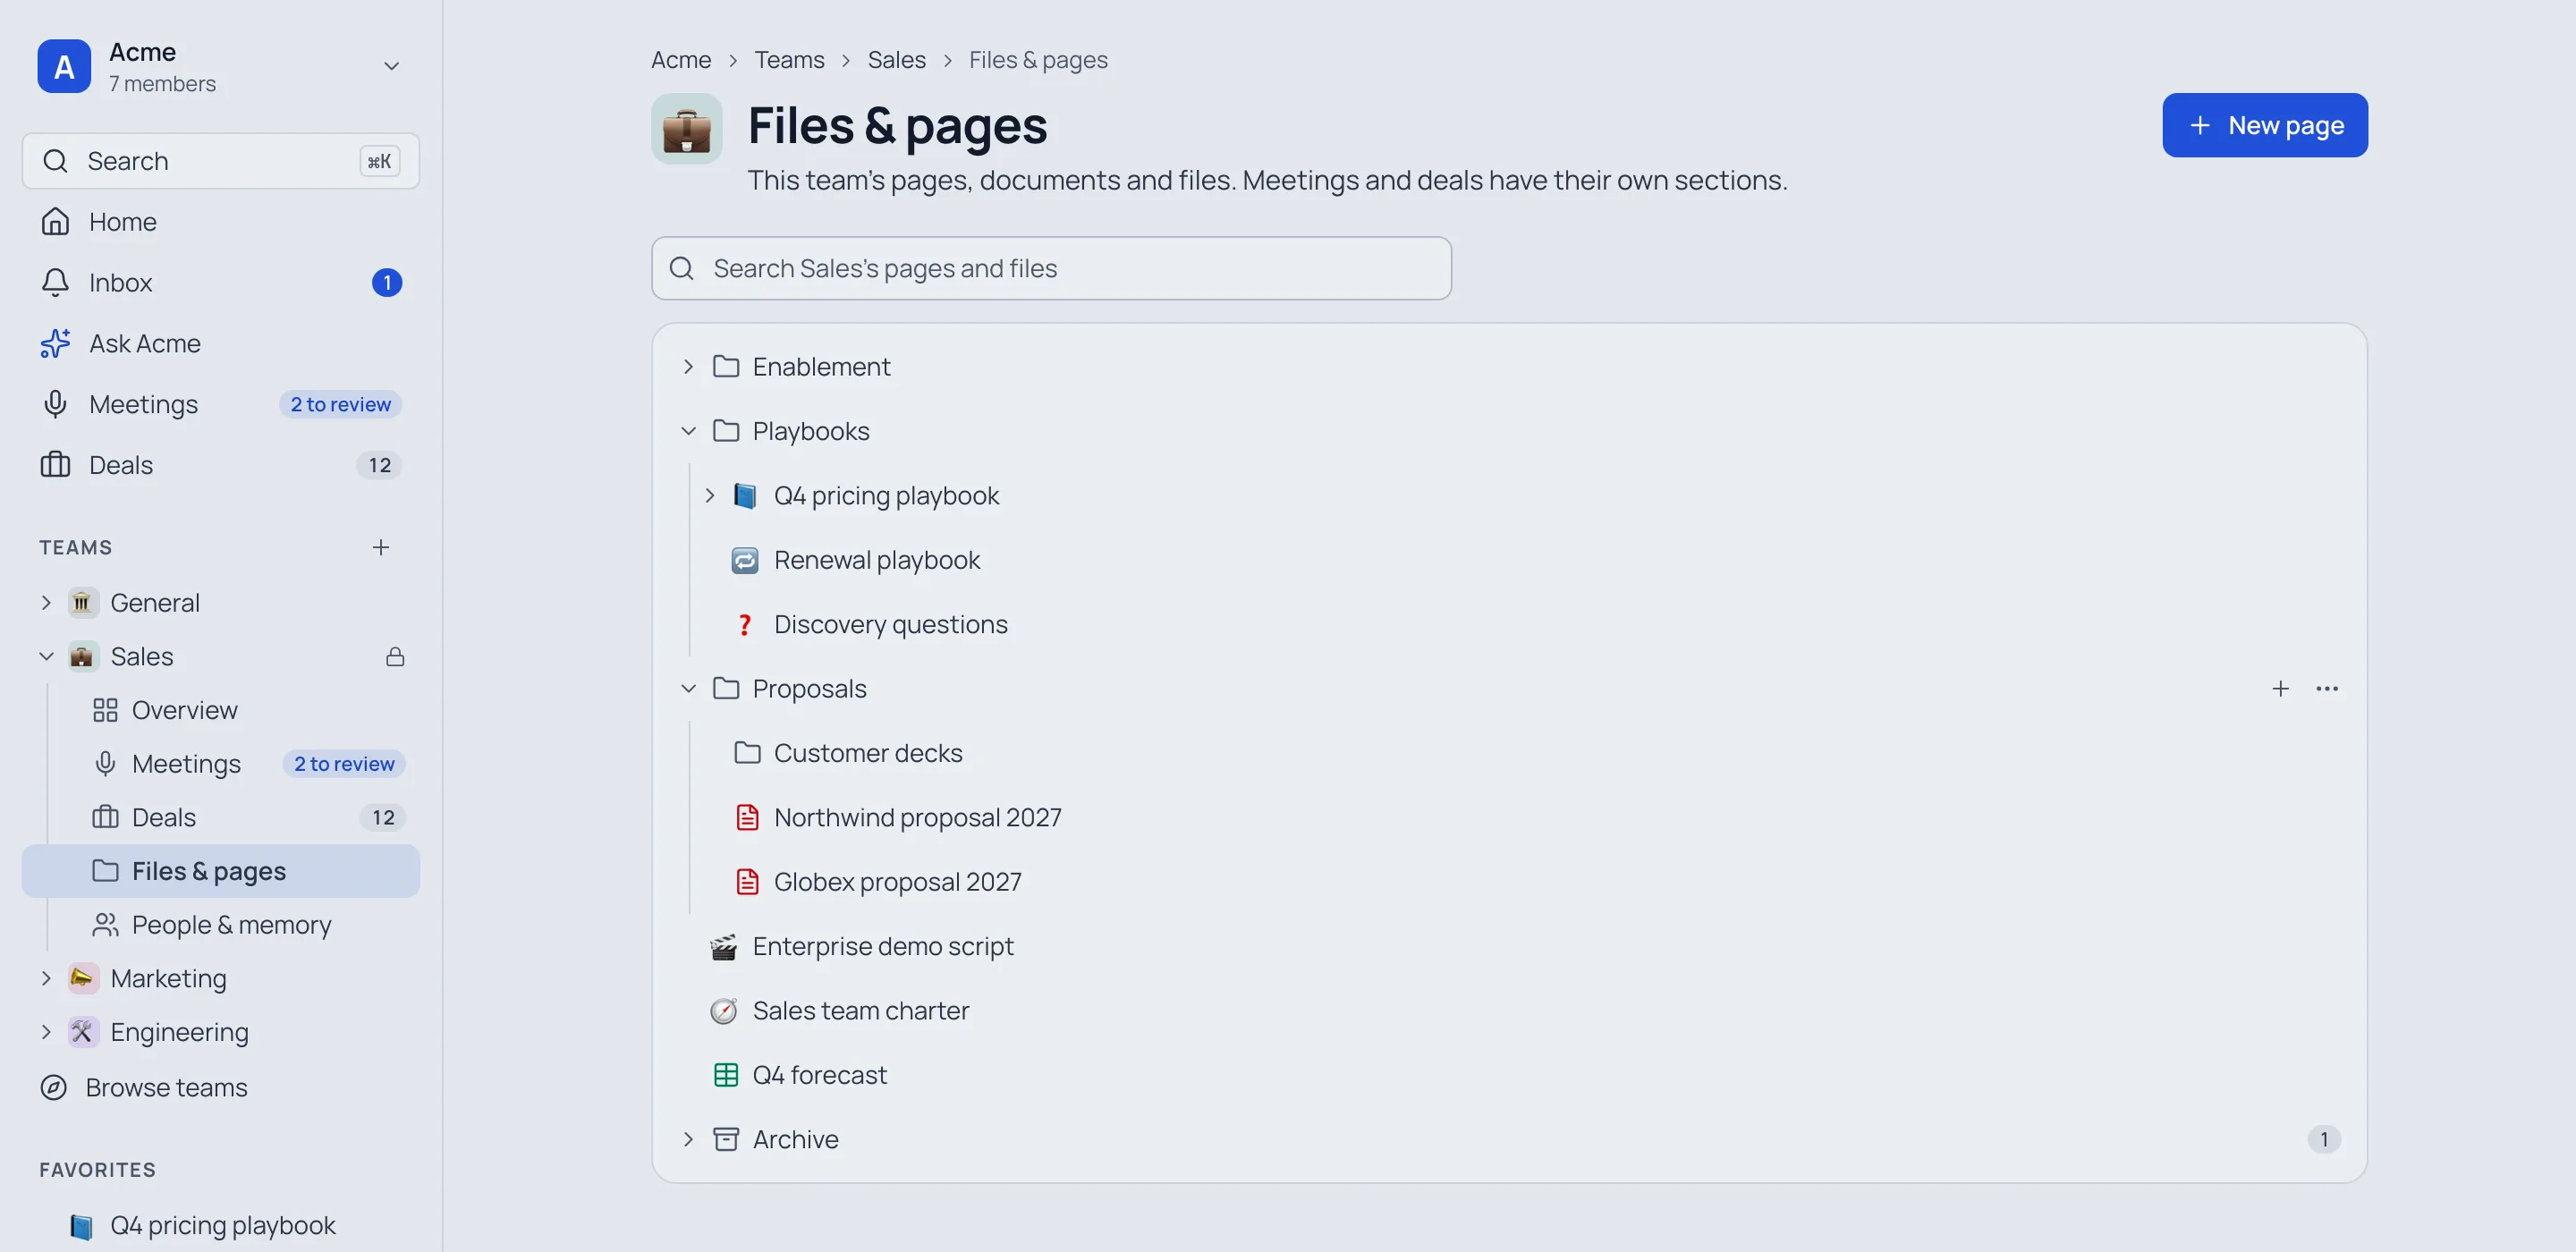 A
Acme
7 members
Search
⌘K
Home
Inbox
1
Ask Acme
Meetings
2 to review
Deals
12
TEAMS
General
Sales
Overview
Meetings
2 to review
Deals
12
Files & pages
People & memory
Marketing
Engineering
Browse teams
FAVORITES
Q4 pricing playbook
Acme > Teams > Sales > Files & pages
Files & pages
New page
This team's pages, documents and files. Meetings and deals have their own sections.
Search Sales's pages and files
Enablement
Playbooks
Q4 pricing playbook
Renewal playbook
Discovery questions
Proposals
Customer decks
Northwind proposal 2027
Globex proposal 2027
Enterprise demo script
Sales team charter
Q4 forecast
Archive
1